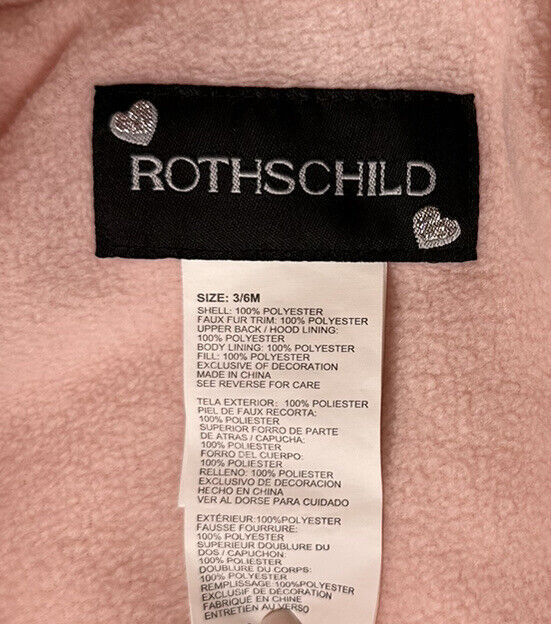 ROTHSCHILD
SIZE: 3/6M
SHELL: 100% POLYESTER
FAUX FUR TRIM: 100% POLYESTER
UPPER BACK / HOOD LINING:
100% POLYESTER
BODY LINING: 100% POLYESTER
FILL: 100% POLYESTER
EXCLUSIVE OF DECORATION
MADE IN CHINA
SEE REVERSE FOR CARE
TELA EXTERIOR: 100% POLIESTER
PIEL DE FAUX RECORTA:
100% POLIESTER
SUPERIOR FORRO DE PARTE
DE ATRAS / CAPUCHA:
100% POLIESTER
FORRO DEL CUERPO:
100% POLIESTER
RELLENO: 100% POLIESTER
EXCLUSIVO DE DECORACION
HECHO EN CHINA
VER AL DORSE PARA CUIDADO
EXTÉRIEUR:100%POLYESTER
FAUSSE FOURRURE:
100% POLYESTER
SUPERIEUR DOUBLURE DU
DOS / CAPUCHON:
100% POLYESTER
DOUBLURE DU CORPS:
100% POLYESTER
REMPLISSAGE 100%POLYESTER
EXCLUSIF DE DÉCORATION
FABRIQUÉ EN CHINE
ENTRETIEN AU VERSO